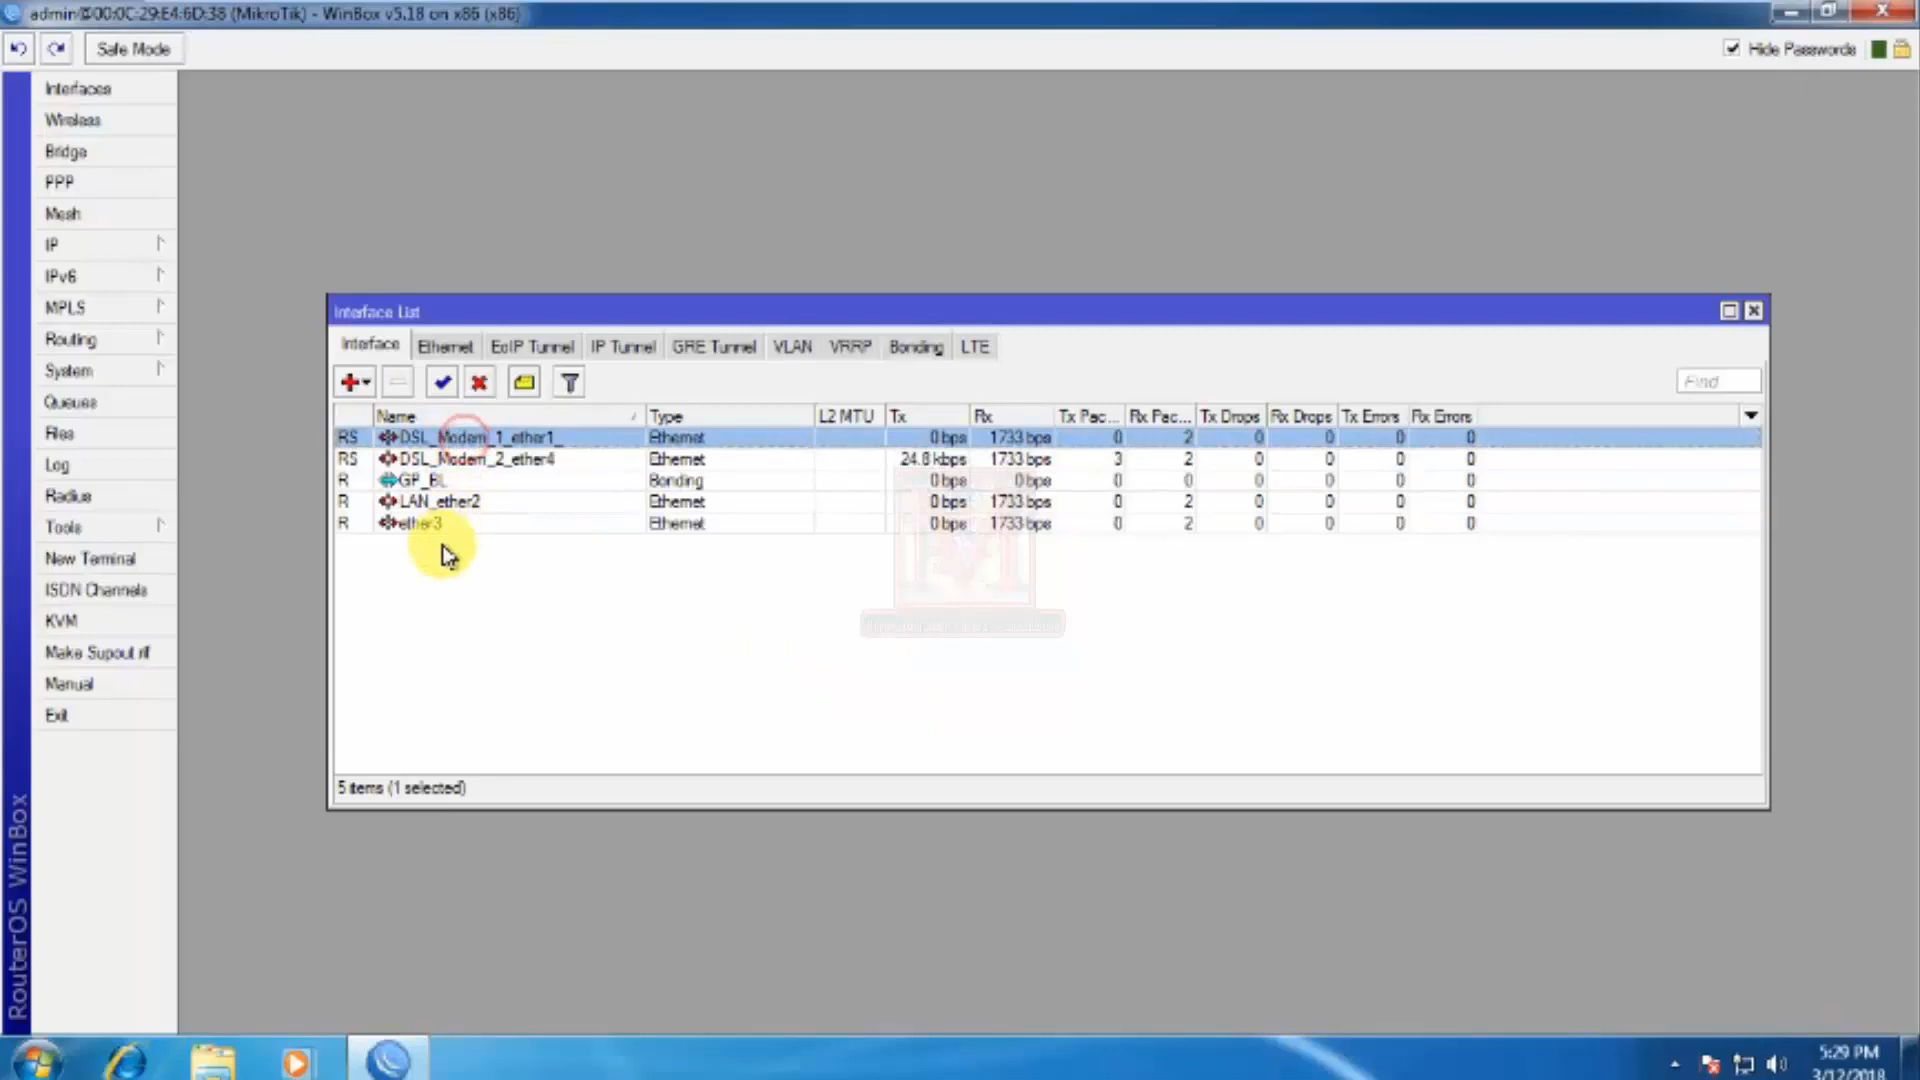 admin@00:0C:29:E4:6D:38 (MikroTik) - WinBox v5.18 on x86 (x86)
Safe Mode
Hide Passwords
Interfaces
Wireless
Bridge
PPP
Mesh
IP
IPv6
MPLS
Routing
System
Queues
Files
Log
Radius
Tools
New Terminal
ISDN Channels
KVM
Make Supout.rif
Manual
Exit
RouterOS WinBox
Interface List
Interface Ethernet EoIP Tunnel IP Tunnel GRE Tunnel VLAN VRRP Bonding LTE
Find
Name Type L2 MTU Tx Rx Tx Pac... Rx Pac... Tx Drops Rx Drops Tx Errors Rx Errors
RS DSL_Modem_1_ether1_ Ethernet 0 bps 1733 bps 0 2 0 0 0 0
RS DSL_Modem_2_ether4 Ethernet 24.8 kbps 1733 bps 3 2 0 0 0 0
R GP_BL Bonding 0 bps 0 bps 0 0 0 0 0 0
R LAN_ether2 Ethernet 0 bps 1733 bps 0 2 0 0 0 0
R ether3 Ethernet 0 bps 1733 bps 0 2 0 0 0 0
5 items (1 selected)
5:29 PM
3/12/2018